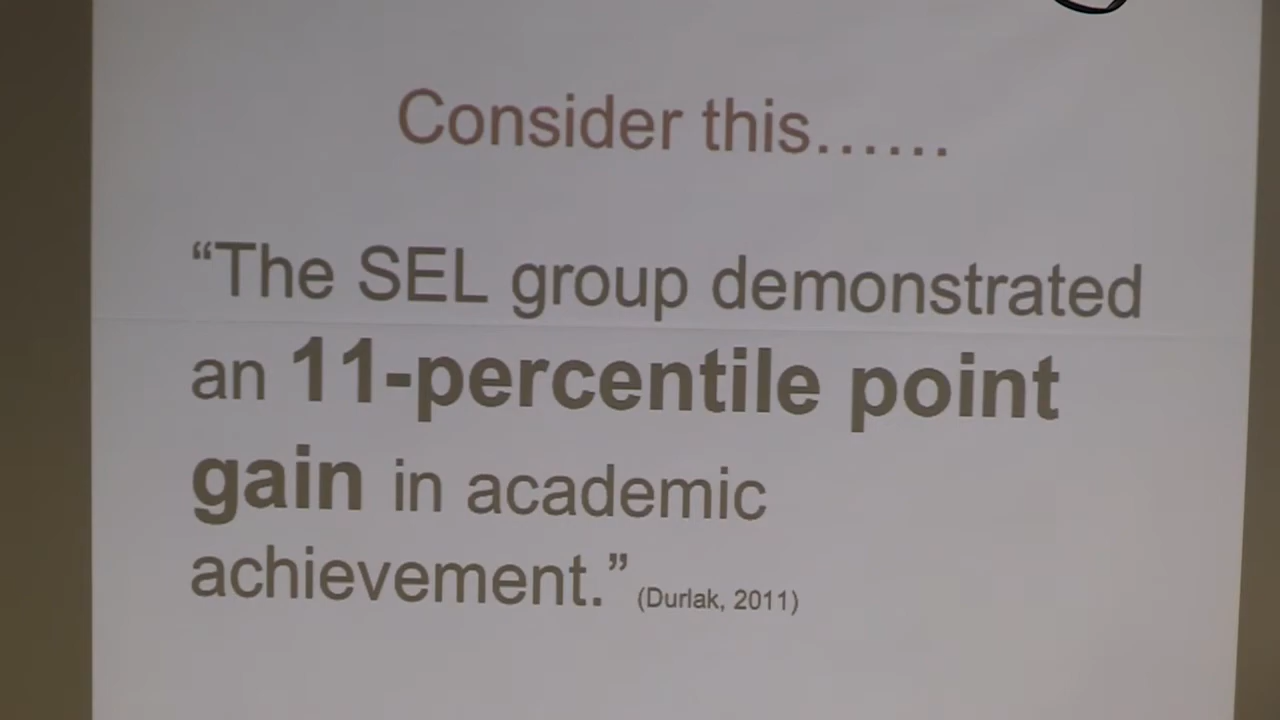 Consider this......
“The SEL group demonstrated
an 11-percentile point
gain in academic
achievement.” (Durlak, 2011)